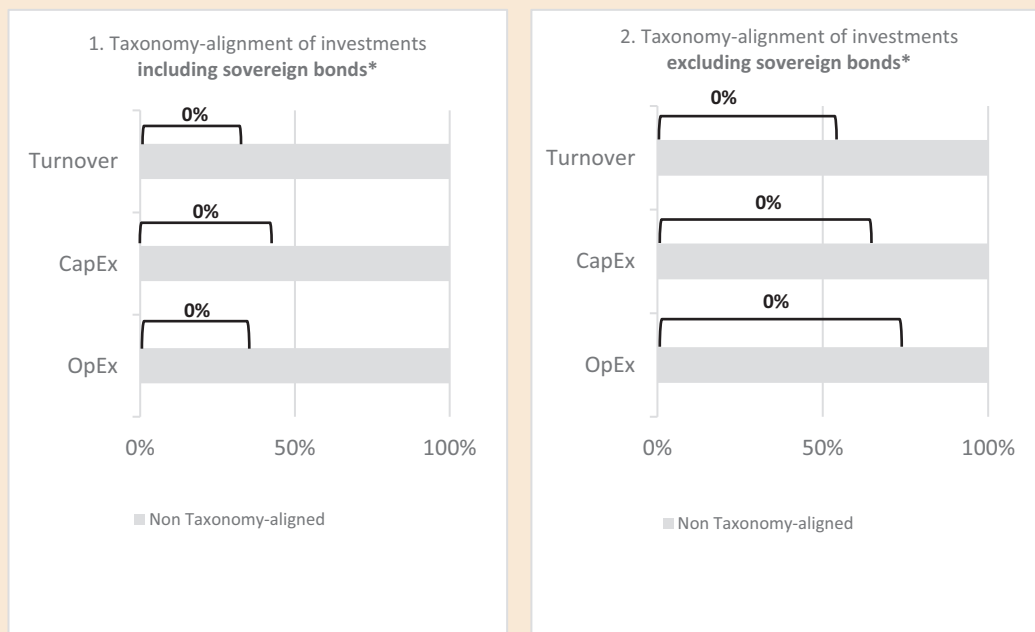 1. Taxonomy-alignment of investments
including sovereign bonds*
0%
Turnover
0%
CapEx
0%
OpEx
0%
50%
100%
Non Taxonomy-aligned
2. Taxonomy-alignment of investments
excluding sovereign bonds*
0%
Turnover
0%
CapEx
0%
OpEx
0%
50%
100%
Non Taxonomy-aligned